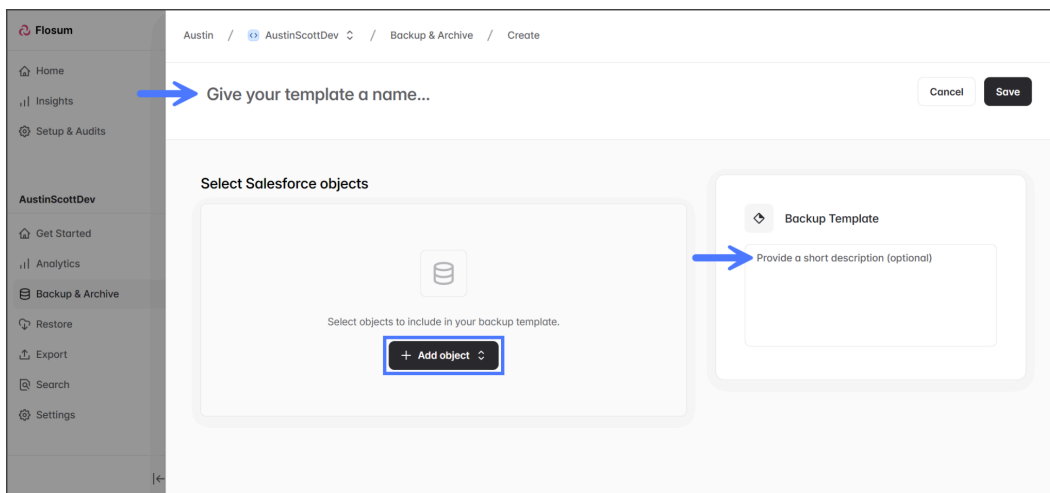 Flosum
Home
Insights
Setup & Audits
AustinScottDev
Get Started
Analytics
Backup & Archive
Restore
Export
Search
Settings
Austin / AustinScottDev / Backup & Archive / Create
Give your template a name...
Cancel
Save
Select Salesforce objects
Select objects to include in your backup template.
+ Add object
Backup Template
Provide a short description (optional)